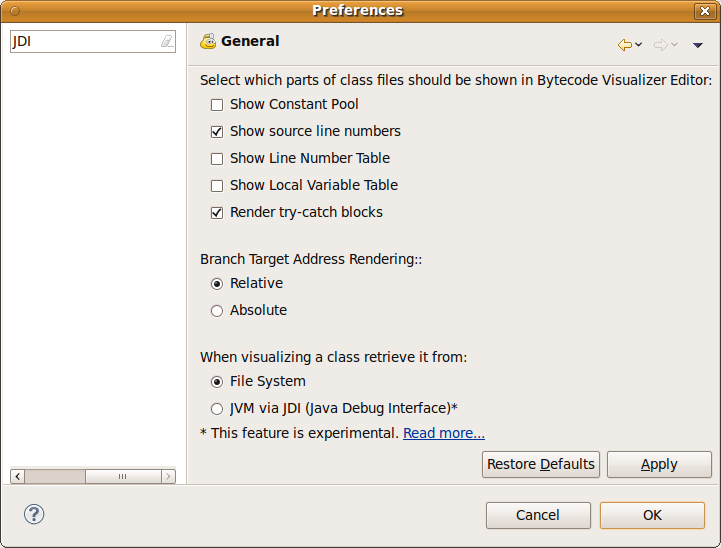 Preferences
JDI
General
Select which parts of class files should be shown in Bytecode Visualizer Editor:
Show Constant Pool
Show source line numbers
Show Line Number Table
Show Local Variable Table
Render try-catch blocks
Branch Target Address Rendering::
Relative
Absolute
When visualizing a class retrieve it from:
File System
JVM via JDI (Java Debug Interface)*
* This feature is experimental. Read more...
Restore Defaults Apply
? Cancel OK